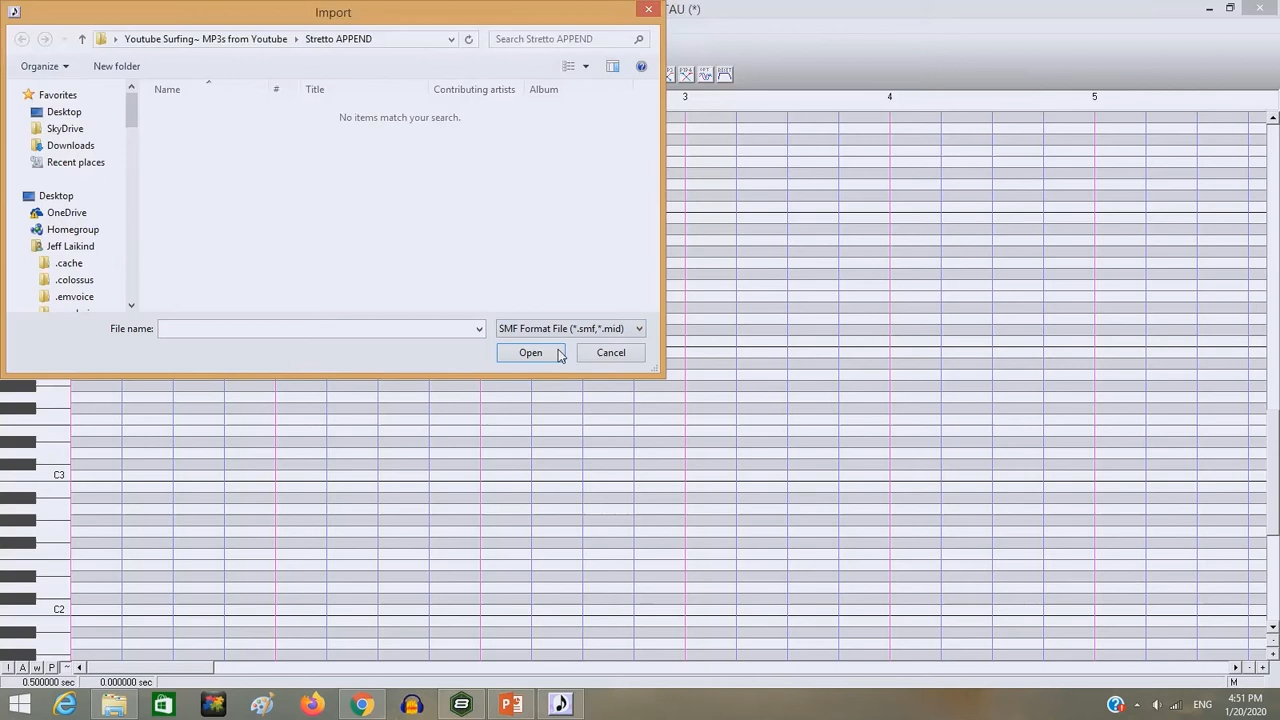 Import
TAU (*)
Youtube Surfing~ MP3s from Youtube
Stretto APPEND
Search Stretto APPEND
Organize
New folder
Name
#
Title
Contributing artists
Album
No items match your search.
Favorites
Desktop
SkyDrive
Downloads
Recent places
Desktop
OneDrive
Homegroup
Jeff Laikind
.cache
.colossus
.emvoice
File name:
SMF Format File (*.smf,*.mid)
Open
Cancel
3
4
5
C3
C2
I
A
w
P
~
0.500000 sec
0.000000 sec
M
ENG
4:51 PM
1/20/2020